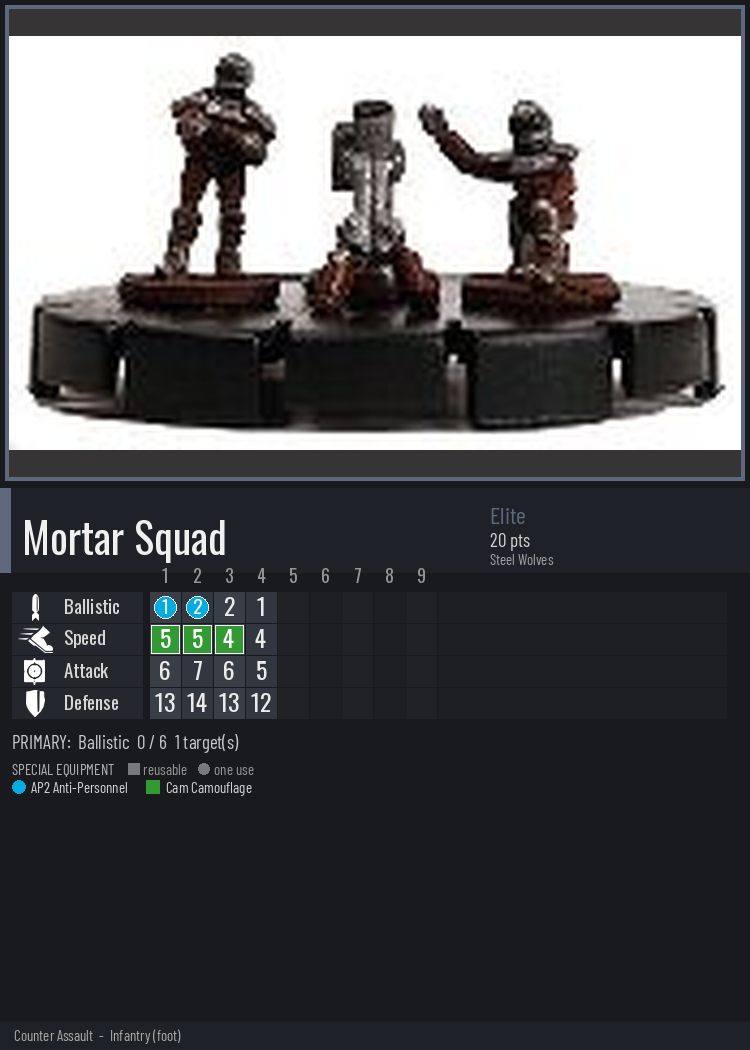 Mortar Squad
Elite
20 pts
Steel Wolves
1 2 3 4 5 6 7 8 9
Ballistic 1 2 2 1
Speed 5 5 4 4
Attack 6 7 6 5
Defense 13 14 13 12
PRIMARY: Ballistic 0 / 6 1 target(s)
SPECIAL EQUIPMENT reusable one use
AP2 Anti-Personnel Cam Camouflage
Counter Assault - Infantry (foot)